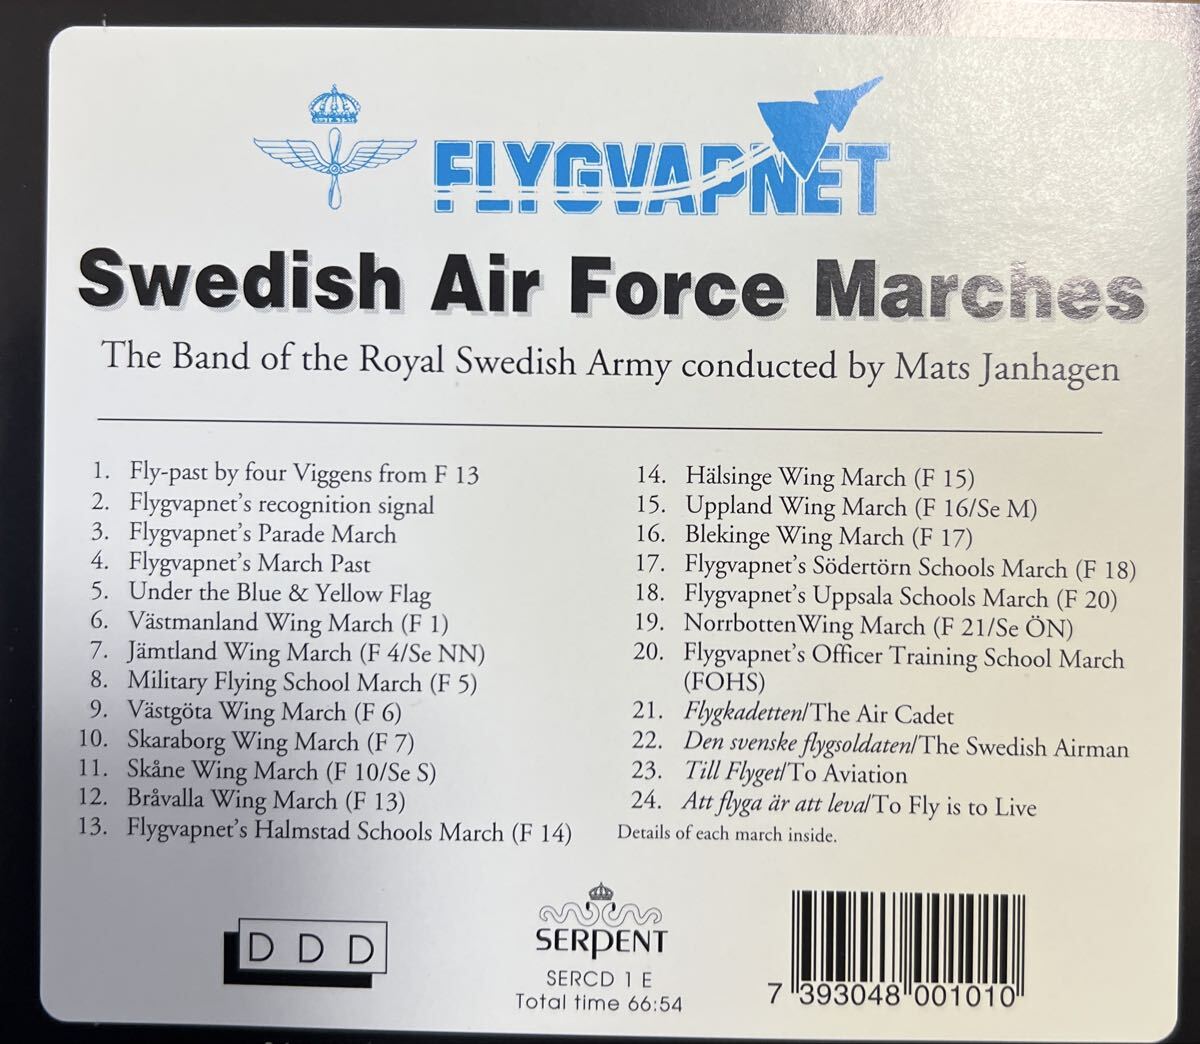 FLYGVAPNET
Swedish Air Force Marches
The Band of the Royal Swedish Army conducted by Mats Janhagen
1. Fly-past by four Viggens from F 13
2. Flygvapnet's recognition signal
3. Flygvapnet's Parade March
4. Flygvapnet's March Past
5. Under the Blue & Yellow Flag
6. Västmanland Wing March (F 1)
7. Jämtland Wing March (F 4/Se NN)
8. Military Flying School March (F 5)
9. Västgöta Wing March (F 6)
10. Skaraborg Wing March (F 7)
11. Skåne Wing March (F 10/Se S)
12. Bråvalla Wing March (F 13)
13. Flygvapnet's Halmstad Schools March (F 14)
14. Hälsinge Wing March (F 15)
15. Uppland Wing March (F 16/Se M)
16. Blekinge Wing March (F 17)
17. Flygvapnet's Södertörn Schools March (F 18)
18. Flygvapnet's Uppsala Schools March (F 20)
19. NorrbottenWing March (F 21/Se ÖN)
20. Flygvapnet's Officer Training School March
(FOHS)
21. Flygkadetten/The Air Cadet
22. Den svenske flygsoldaten/The Swedish Airman
23. Till Flyget/To Aviation
24. Att flyga är att leva/To Fly is to Live
Details of each march inside.
D D D
SERPENT
SERCD 1 E
Total time 66:54
7 393048 001010